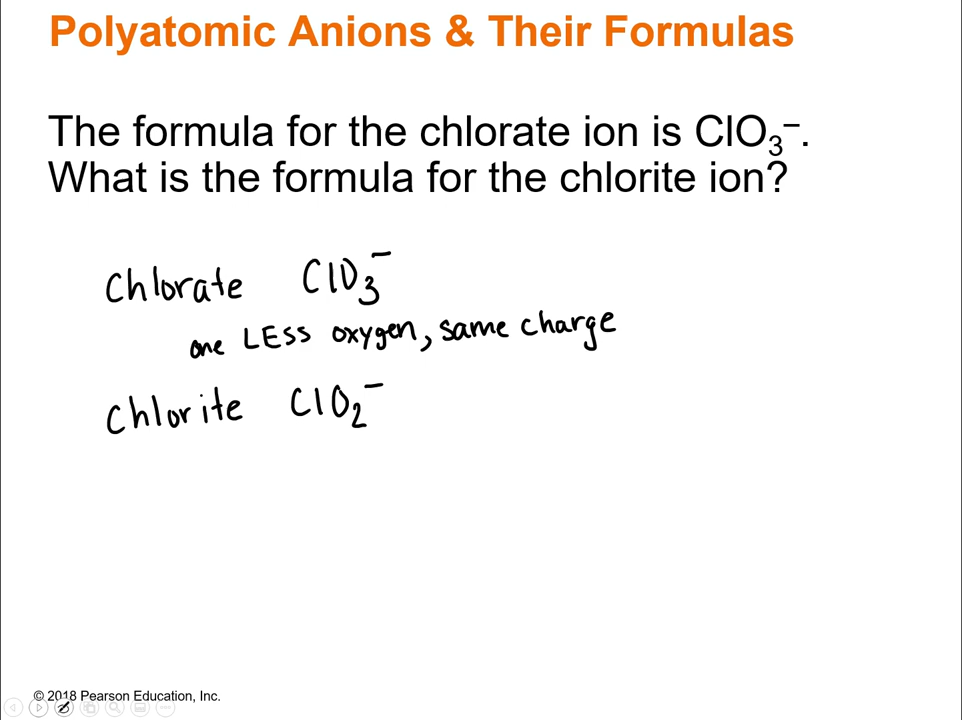 Polyatomic Anions & Their Formulas
The formula for the chlorate ion is ClO₃⁻.
What is the formula for the chlorite ion?
Chlorate ClO₃⁻
one LESS oxygen, same charge
Chlorite ClO₂⁻
© 2018 Pearson Education, Inc.